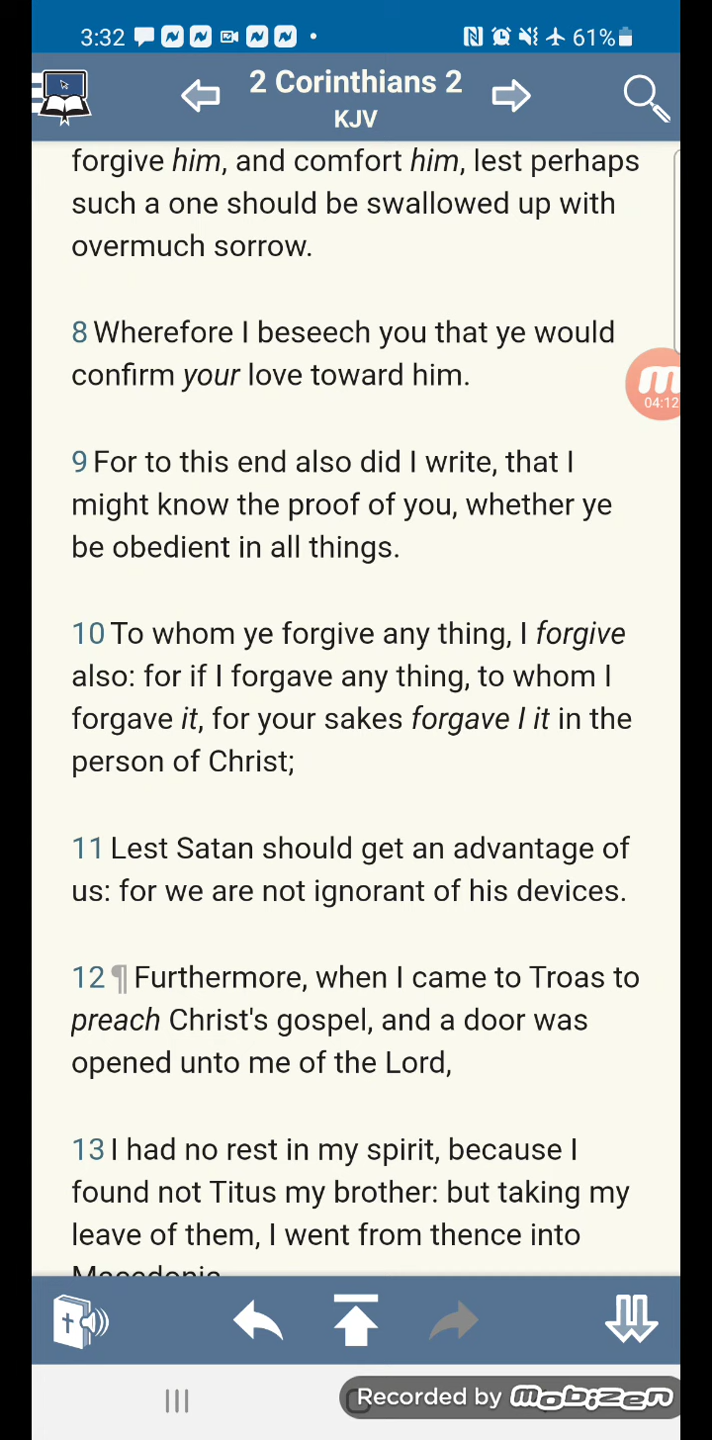 3:32
61%
2 Corinthians 2
KJV
forgive him, and comfort him, lest perhaps
such a one should be swallowed up with
overmuch sorrow.
8 Wherefore I beseech you that ye would
confirm your love toward him.
9 For to this end also did I write, that I
might know the proof of you, whether ye
be obedient in all things.
10 To whom ye forgive any thing, I forgive
also: for if I forgave any thing, to whom I
forgave it, for your sakes forgave I it in the
person of Christ;
11 Lest Satan should get an advantage of
us: for we are not ignorant of his devices.
12 ¶ Furthermore, when I came to Troas to
preach Christ's gospel, and a door was
opened unto me of the Lord,
13 I had no rest in my spirit, because I
found not Titus my brother: but taking my
leave of them, I went from thence into
Macedonia
m
04:12
Recorded by mobizen